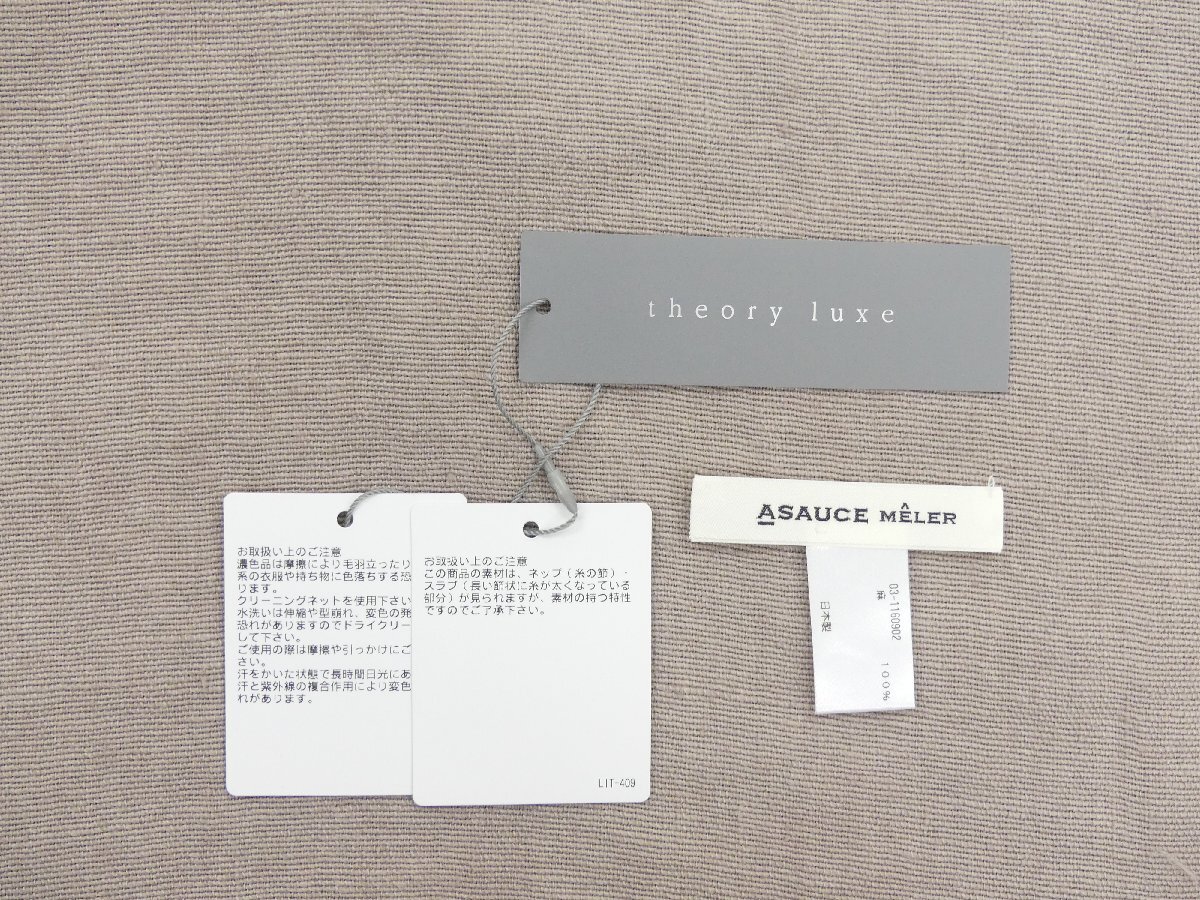 theory luxe
お取扱い上のご注意
濃色品は摩擦により毛羽立ったり
糸の衣服や持ち物に色落ちする恐
ります。
クリーニングネットを使用下さい
水洗いは伸縮や型崩れ、変色の発
恐れがありますのでドライクリー
して下さい。
ご使用の際は摩擦や引っかけにご
さい。
汗をかいた状態で長時間日光にあ
汗と紫外線の複合作用により変色
れがあります。
お取扱い上のご注意
この商品の素材は、ネップ（糸の節）・
スラブ（長い節状に糸が太くなっている
部分）が見られますが、素材の持つ特性
ですのでご了承下さい。
LIT-409
ASAUCE MÊLER
03-1160902
麻 100%
日本製